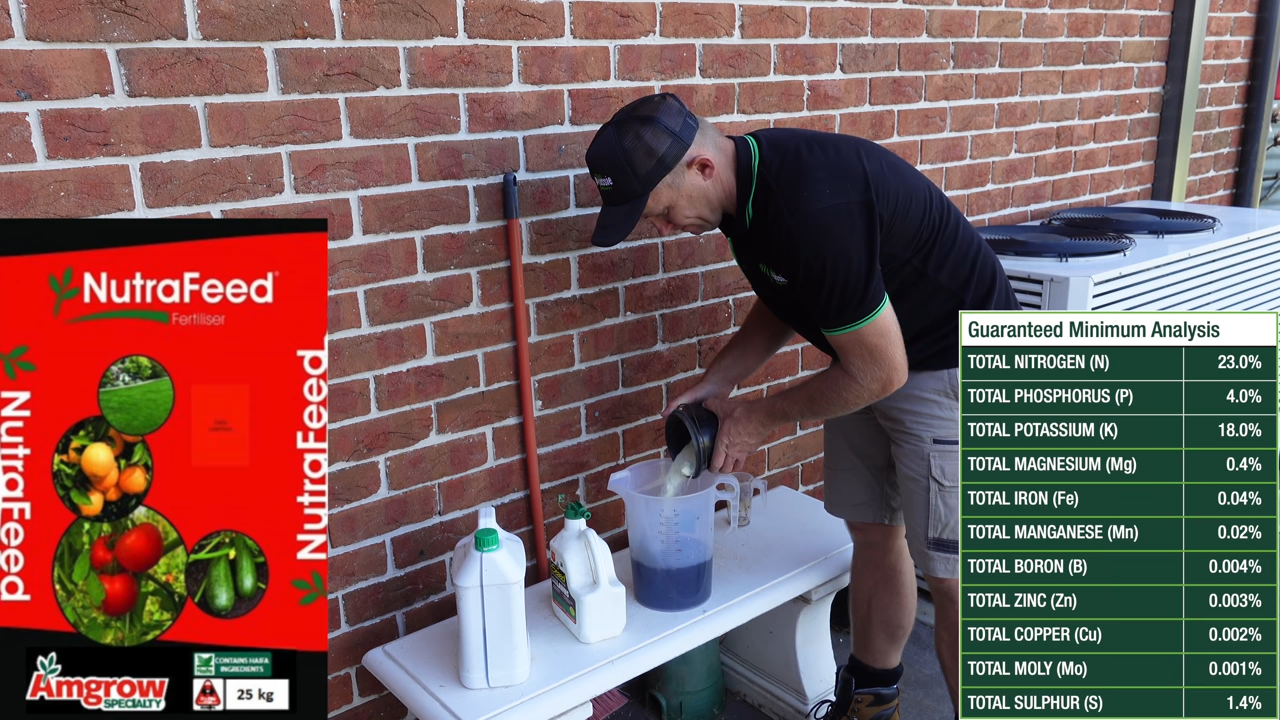 NutraFeed®
Fertiliser
NutraFeed
NutraFeed
Amgrow
SPECIALTY
CONTAINS HAIFA
INGREDIENTS
25 kg
Guaranteed Minimum Analysis
TOTAL NITROGEN (N) 23.0%
TOTAL PHOSPHORUS (P) 4.0%
TOTAL POTASSIUM (K) 18.0%
TOTAL MAGNESIUM (Mg) 0.4%
TOTAL IRON (Fe) 0.04%
TOTAL MANGANESE (Mn) 0.02%
TOTAL BORON (B) 0.004%
TOTAL ZINC (Zn) 0.003%
TOTAL COPPER (Cu) 0.002%
TOTAL MOLY (Mo) 0.001%
TOTAL SULPHUR (S) 1.4%